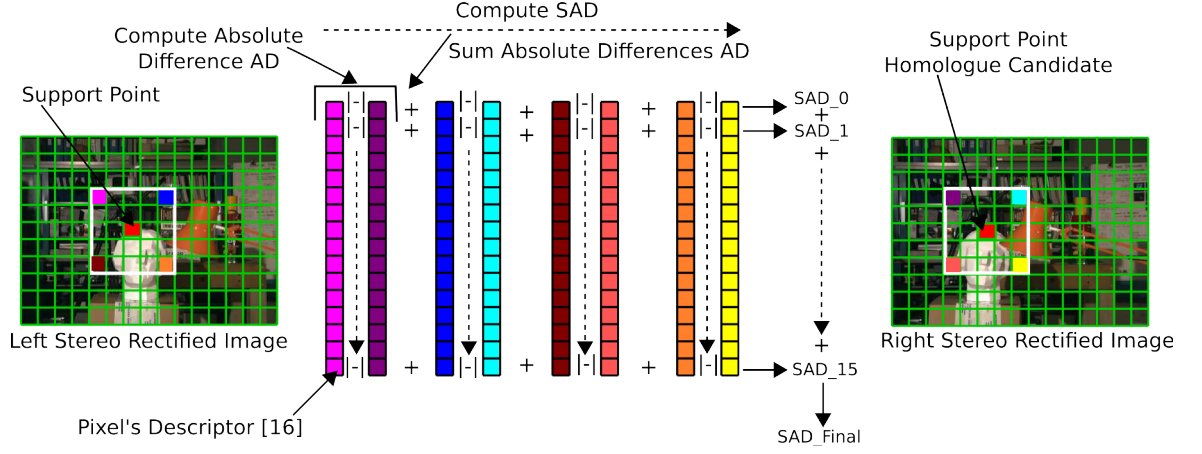 Compute SAD
Compute Absolute
Difference AD
Sum Absolute Differences AD
Support Point
Homologue Candidate
Support Point
|-| + |-| + |-| + |-| SAD_0
+
|-| + |-| + |-| + |-| SAD_1
+
+
|-| + |-| + |-| + |-| SAD_15
Left Stereo Rectified Image
Right Stereo Rectified Image
Pixel's Descriptor [16]
SAD_Final